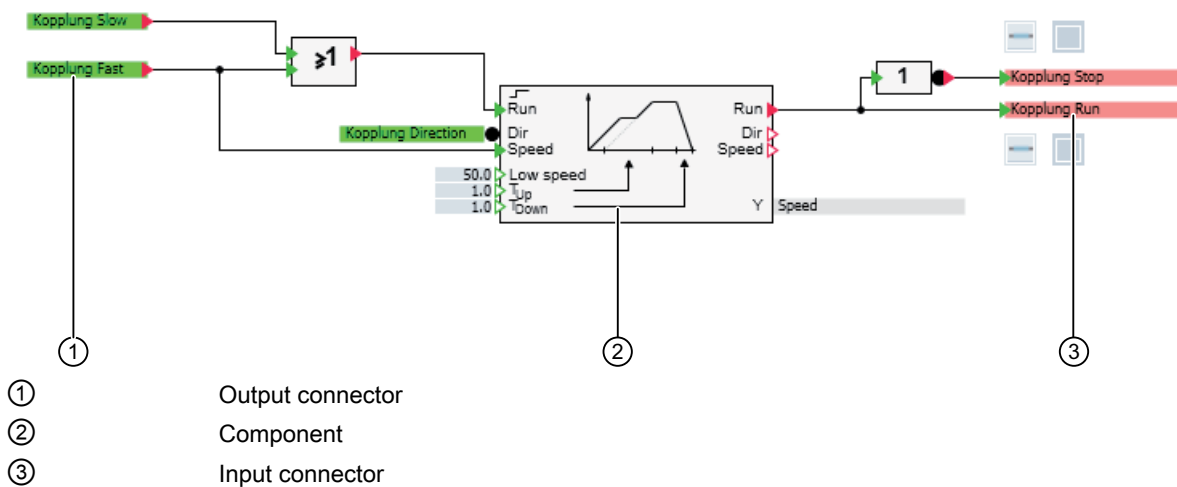 Kopplung Slow
Kopplung Fast
≥1
1
Kopplung Stop
Kopplung Run
Run
Run
Kopplung Direction
Dir
Dir
Speed
Speed
50.0 Low speed
1.0 TUp
1.0 TDown
Y Speed
① ② ③
① Output connector
② Component
③ Input connector